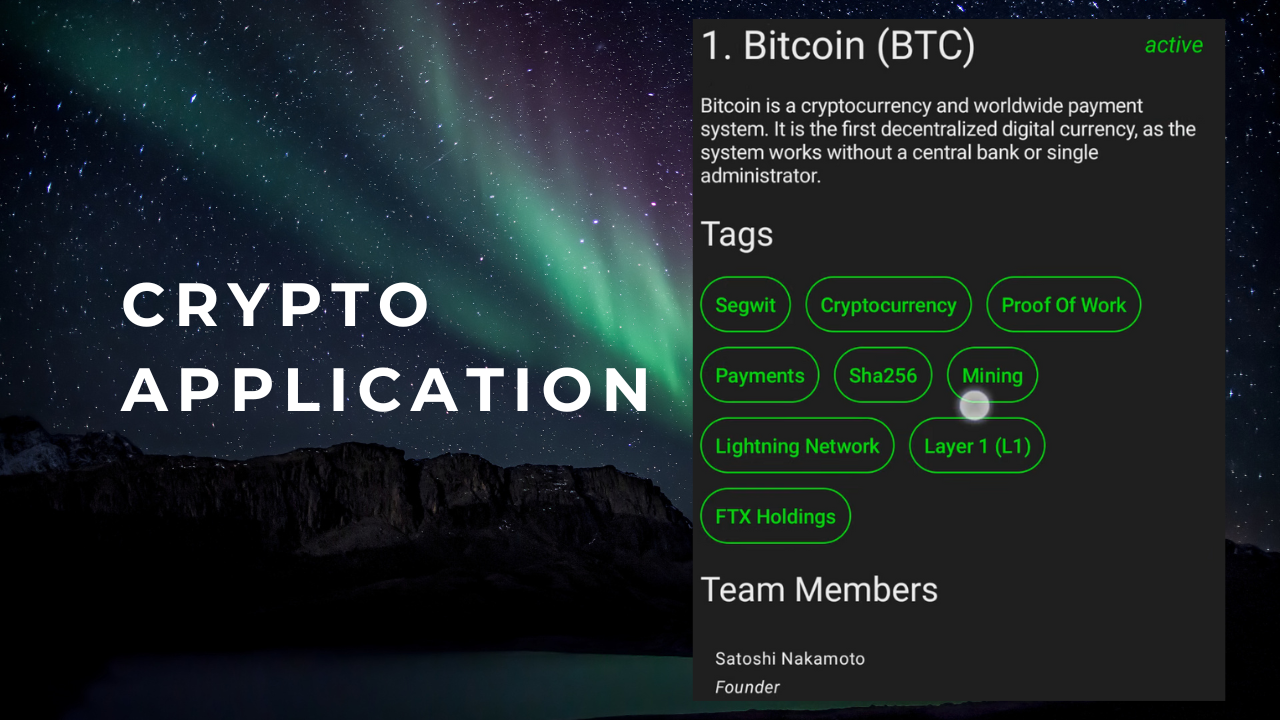 CRYPTO
APPLICATION
1. Bitcoin (BTC)
active
Bitcoin is a cryptocurrency and worldwide payment
system. It is the first decentralized digital currency, as the
system works without a central bank or single
administrator.
Tags
Segwit Cryptocurrency Proof Of Work
Payments Sha256 Mining
Lightning Network Layer 1 (L1)
FTX Holdings
Team Members
Satoshi Nakamoto
Founder